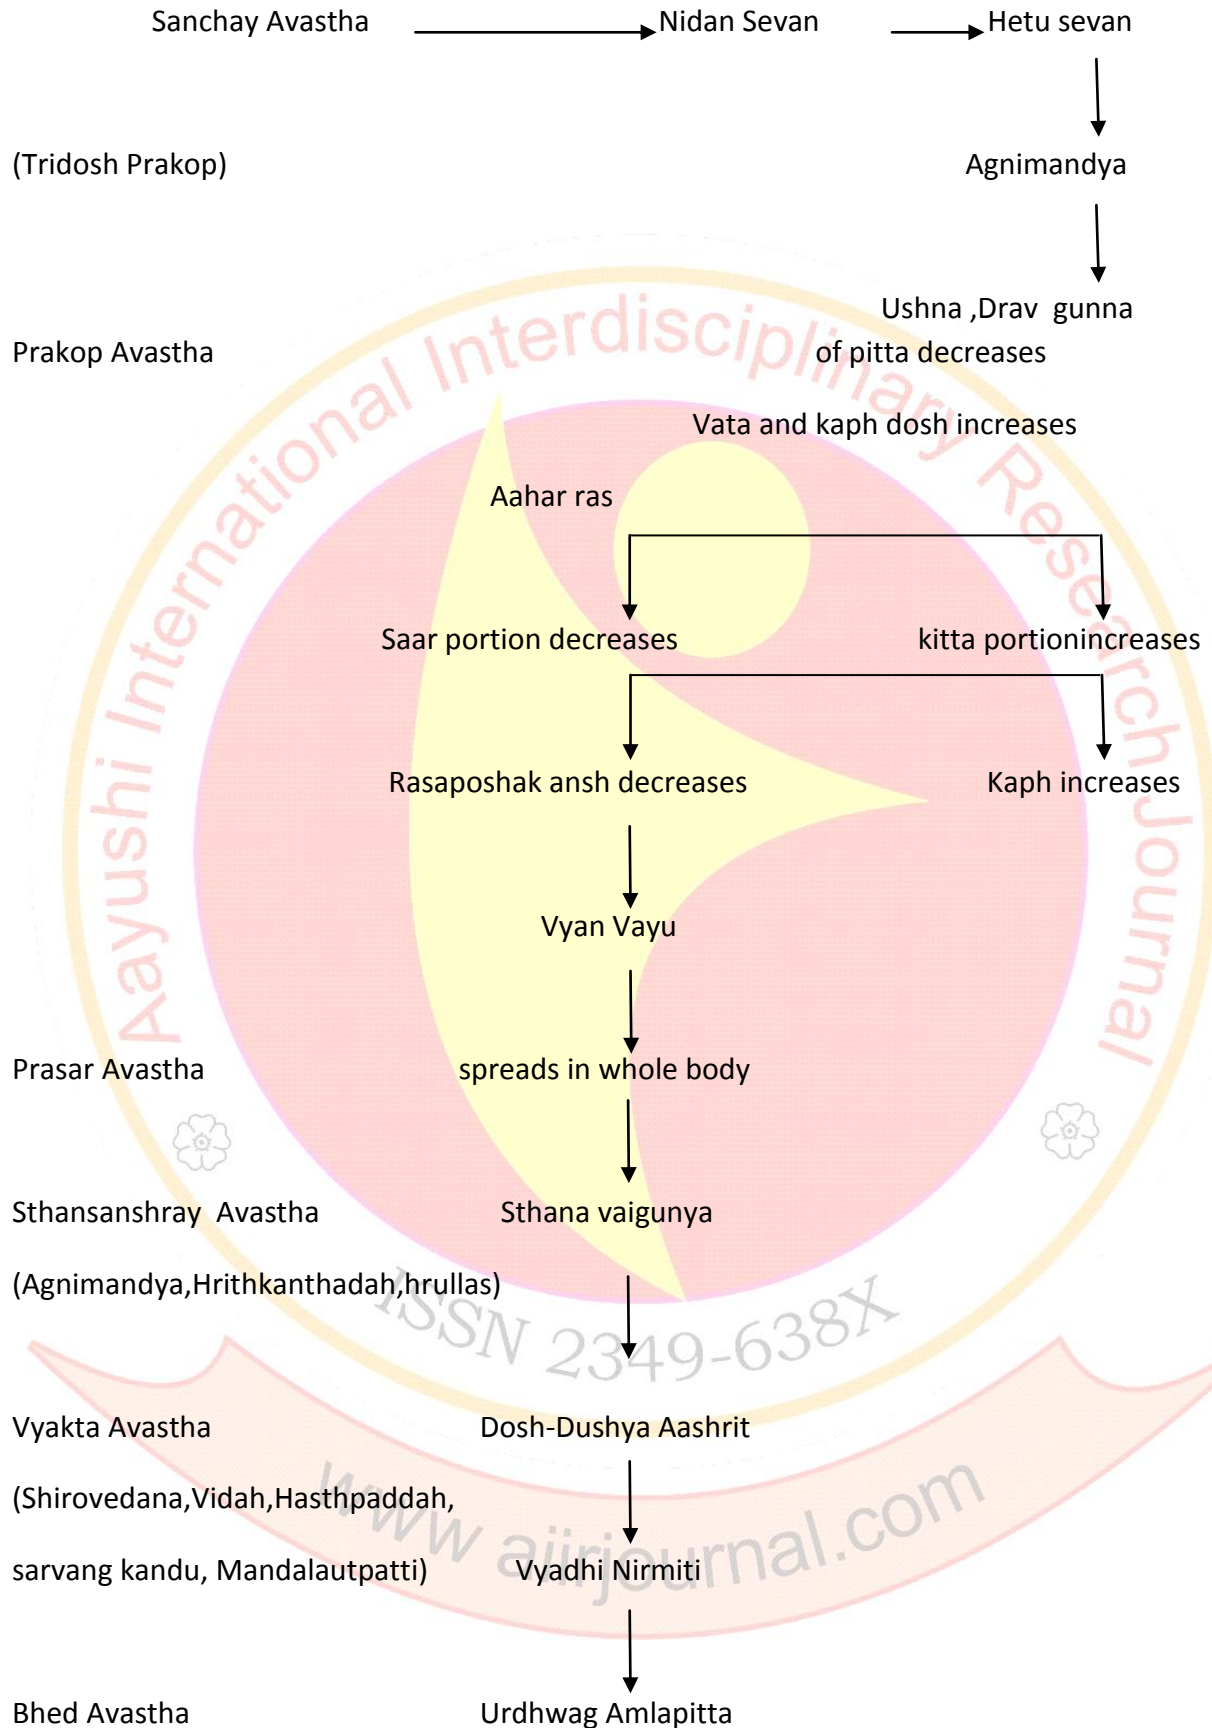 Sanchay Avastha Nidan Sevan Hetu sevan
(Tridosh Prakop) Agnimandya
Ushna ,Drav gunna
Prakop Avastha of pitta decreases
Vata and kaph dosh increases
Aahar ras
Saar portion decreases kitta portionincreases
Rasaposhak ansh decreases Kaph increases
Vyan Vayu
Prasar Avastha spreads in whole body
Sthansanshray Avastha Sthana vaigunya
(Agnimandya,Hrithkanthadah,hrullas)
Vyakta Avastha Dosh-Dushya Aashrit
(Shirovedana,Vidah,Hasthpaddah,
sarvang kandu, Mandalautpatti) Vyadhi Nirmiti
Bhed Avastha Urdhwag Amlapitta
Aayushi International Interdisciplinary Research Journal
ISSN 2349-638X
www aiirjournal.com